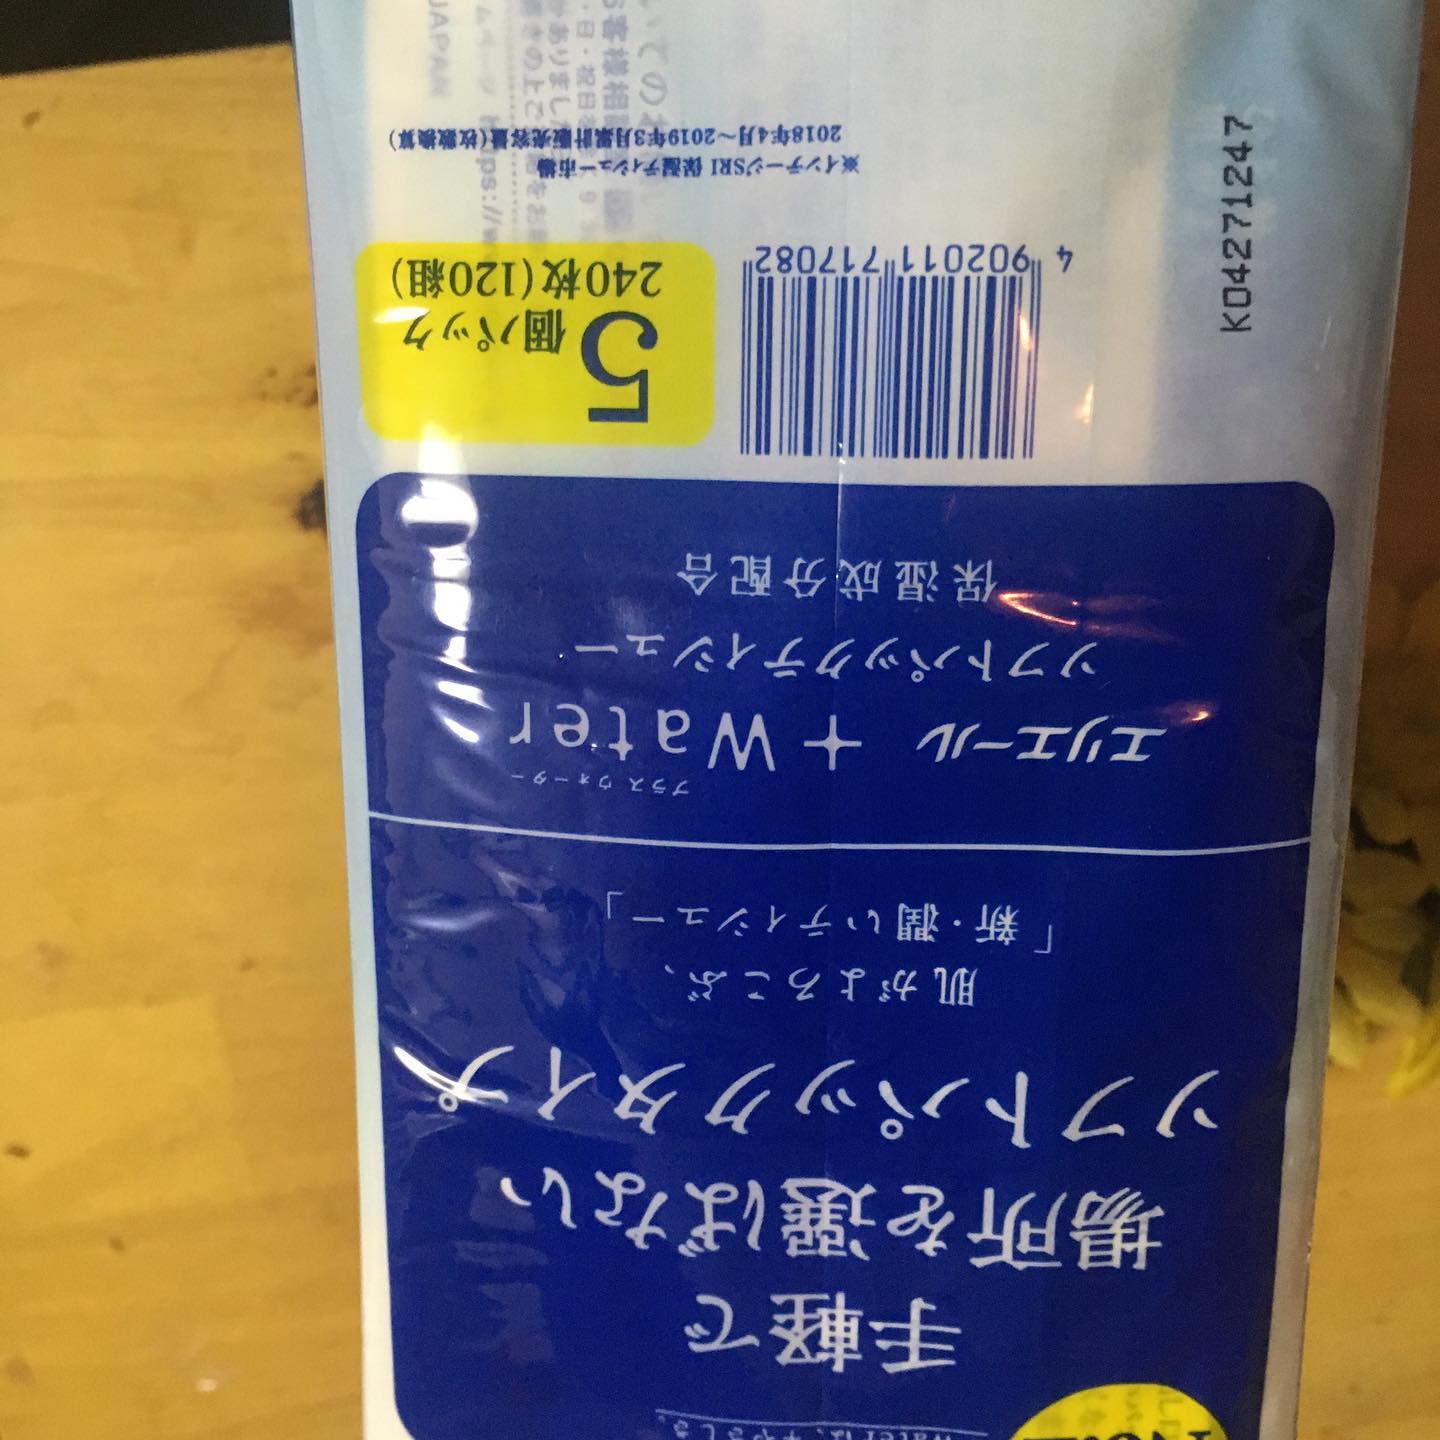 No.1
手軽で
場所を選ばない
ソフトパックタイプ
肌がよろこぶ、
「新・潤いティシュー」
プラス ウォーター
エリエール +Water
ソフトパックティシュー
保湿成分配合
5個パック
240枚(120組)
4 902011 717082
※インテージSRI 保湿ティシュー市場
2018年4月〜2019年3月累計販売容量(枚数換算)
K04271247
JAPAN